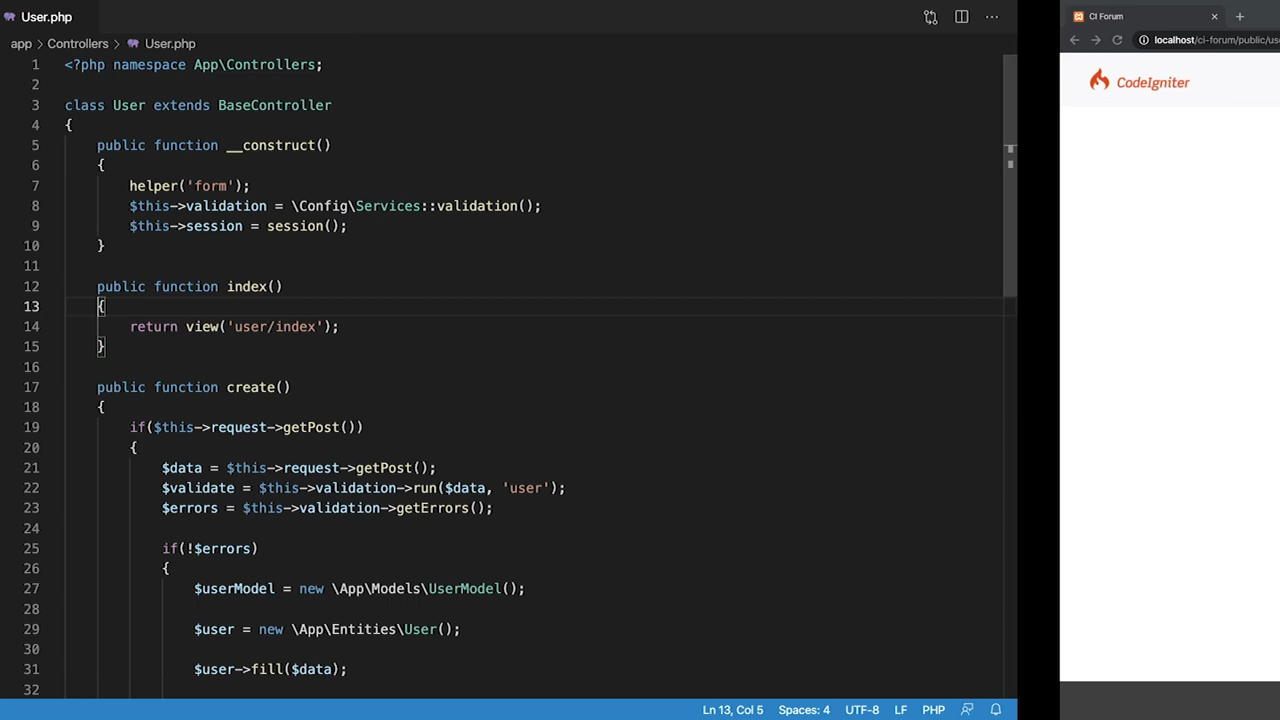 User.php
app > Controllers > User.php
1 <?php namespace App\Controllers;
2
3 class User extends BaseController
4 {
5 public function __construct()
6 {
7 helper('form');
8 $this->validation = \Config\Services::validation();
9 $this->session = session();
10 }
11
12 public function index()
13 {
14 return view('user/index');
15 }
16
17 public function create()
18 {
19 if($this->request->getPost())
20 {
21 $data = $this->request->getPost();
22 $validate = $this->validation->run($data, 'user');
23 $errors = $this->validation->getErrors();
24
25 if(!$errors)
26 {
27 $userModel = new \App\Models\UserModel();
28
29 $user = new \App\Entities\User();
30
31 $user->fill($data);
32
Ln 13, Col 5 Spaces: 4 UTF-8 LF PHP
CI Forum
localhost/ci-forum/public/us
CodeIgniter